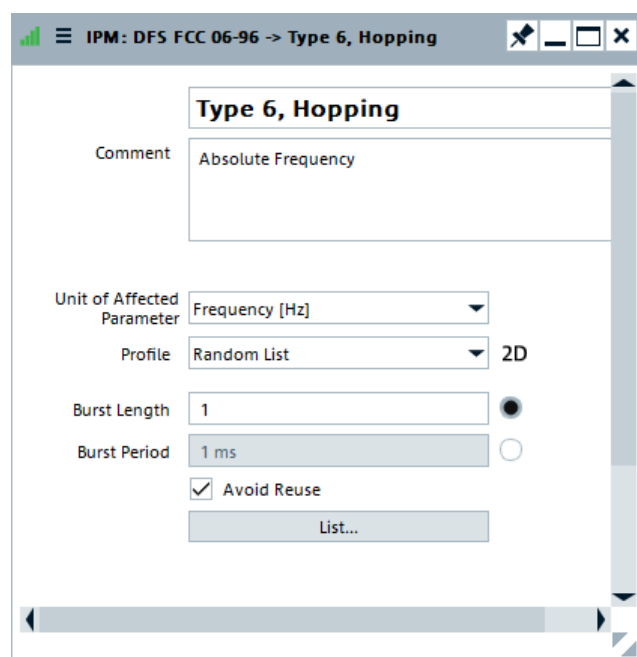 IPM: DFS FCC 06-96 -> Type 6, Hopping
Type 6, Hopping
Comment
Absolute Frequency
Unit of Affected
Parameter
Frequency [Hz]
Profile
Random List
2D
Burst Length
1
Burst Period
1 ms
Avoid Reuse
List...